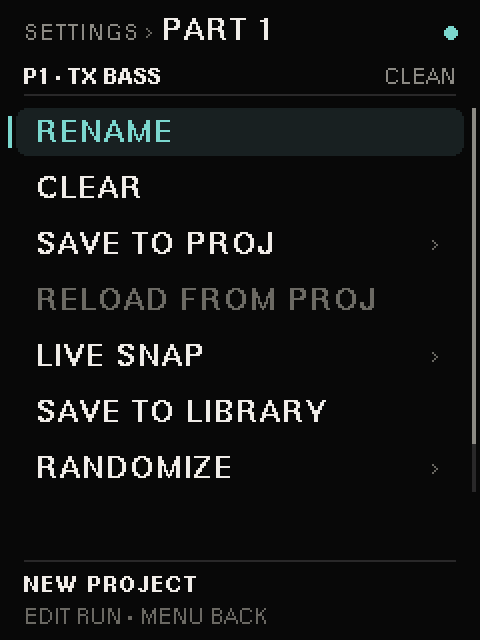 SETTINGS › PART 1
P1 · TX BASS CLEAN
RENAME
CLEAR
SAVE TO PROJ ›
RELOAD FROM PROJ
LIVE SNAP ›
SAVE TO LIBRARY
RANDOMIZE ›
NEW PROJECT
EDIT RUN · MENU BACK